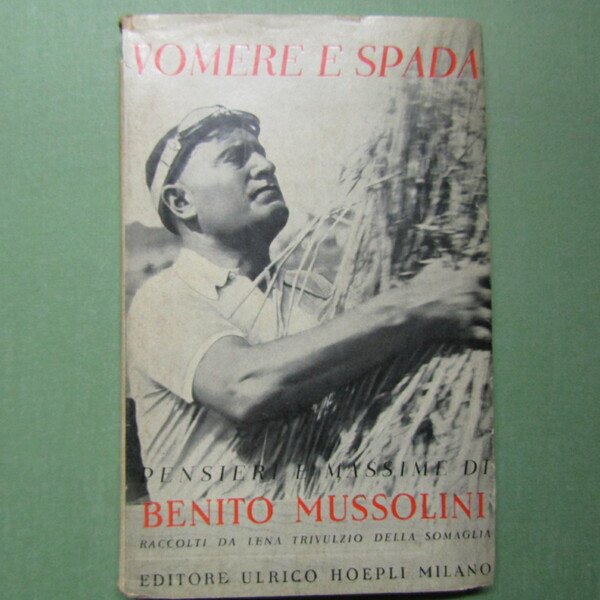 VOMERE E SPADA
PENSIERI E MASSIME DI
BENITO MUSSOLINI
RACCOLTI DA LENA TRIVULZIO DELLA SOMAGLIA
EDITORE ULRICO HOEPLI MILANO